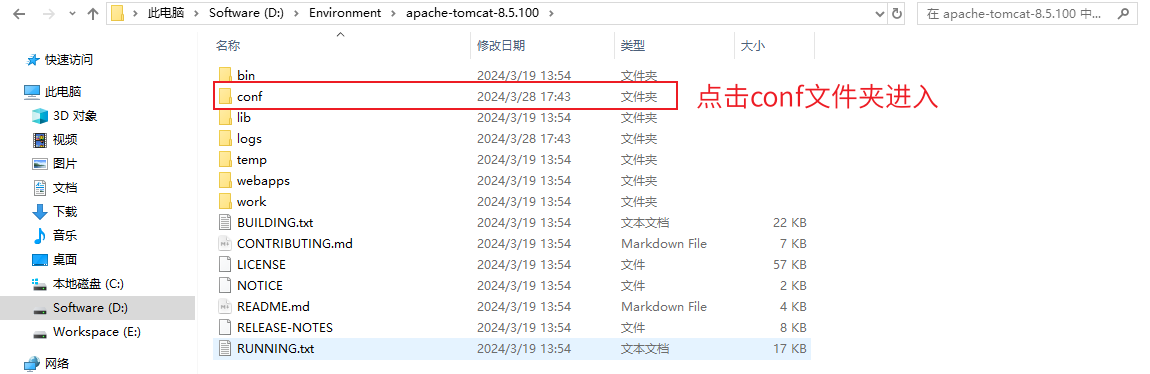 此电脑 > Software (D:) > Environment > apache-tomcat-8.5.100 >
在 apache-tomcat-8.5.100 中...
快速访问
此电脑
3D 对象
视频
图片
文档
下载
音乐
桌面
本地磁盘 (C:)
Software (D:)
Workspace (E:)
网络
名称 修改日期 类型 大小
bin 2024/3/19 13:54 文件夹
conf 2024/3/28 17:43 文件夹
点击conf文件夹进入
lib 2024/3/19 13:54 文件夹
logs 2024/3/28 17:43 文件夹
temp 2024/3/19 13:54 文件夹
webapps 2024/3/19 13:54 文件夹
work 2024/3/19 13:54 文件夹
BUILDING.txt 2024/3/19 13:54 文本文档 22 KB
CONTRIBUTING.md 2024/3/19 13:54 Markdown File 7 KB
LICENSE 2024/3/19 13:54 文件 57 KB
NOTICE 2024/3/19 13:54 文件 2 KB
README.md 2024/3/19 13:54 Markdown File 4 KB
RELEASE-NOTES 2024/3/19 13:54 文件 8 KB
RUNNING.txt 2024/3/19 13:54 文本文档 17 KB